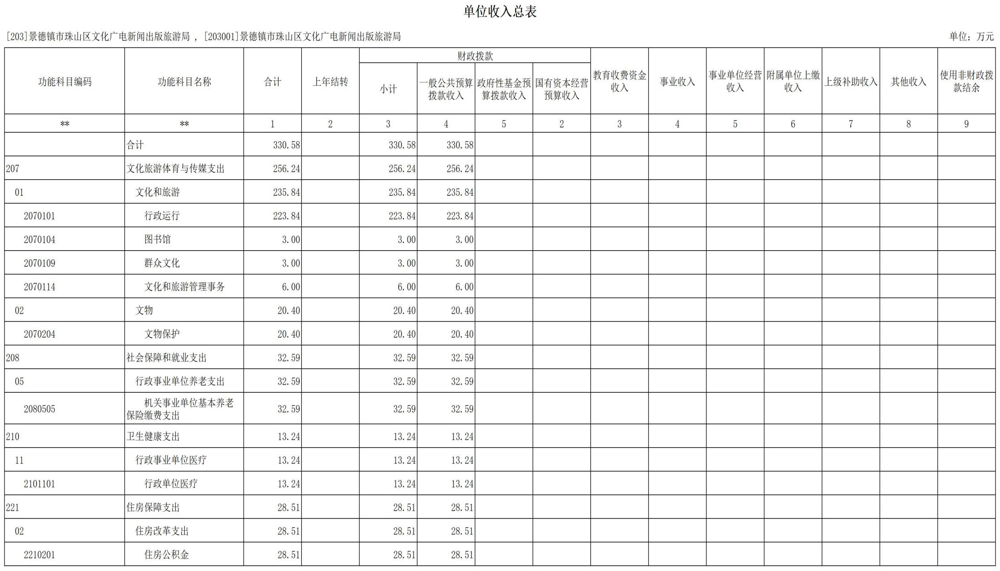 单位收入总表
[203]景德镇市珠山区文化广电新闻出版旅游局 , [203001]景德镇市珠山区文化广电新闻出版旅游局 单位：万元
功能科目编码 功能科目名称 合计 上年结转 财政拨款 教育收费资金收入 事业收入 事业单位经营收入 附属单位上缴收入 上级补助收入 其他收入 使用非财政拨款结余
小计 一般公共预算拨款收入 政府性基金预算拨款收入 国有资本经营预算收入
** ** 1 2 3 4 5 2 3 4 5 6 7 8 9
合计 330.58 330.58 330.58
207 文化旅游体育与传媒支出 256.24 256.24 256.24
01 文化和旅游 235.84 235.84 235.84
2070101 行政运行 223.84 223.84 223.84
2070104 图书馆 3.00 3.00 3.00
2070109 群众文化 3.00 3.00 3.00
2070114 文化和旅游管理事务 6.00 6.00 6.00
02 文物 20.40 20.40 20.40
2070204 文物保护 20.40 20.40 20.40
208 社会保障和就业支出 32.59 32.59 32.59
05 行政事业单位养老支出 32.59 32.59 32.59
2080505 机关事业单位基本养老保险缴费支出 32.59 32.59 32.59
210 卫生健康支出 13.24 13.24 13.24
11 行政事业单位医疗 13.24 13.24 13.24
2101101 行政单位医疗 13.24 13.24 13.24
221 住房保障支出 28.51 28.51 28.51
02 住房改革支出 28.51 28.51 28.51
2210201 住房公积金 28.51 28.51 28.51